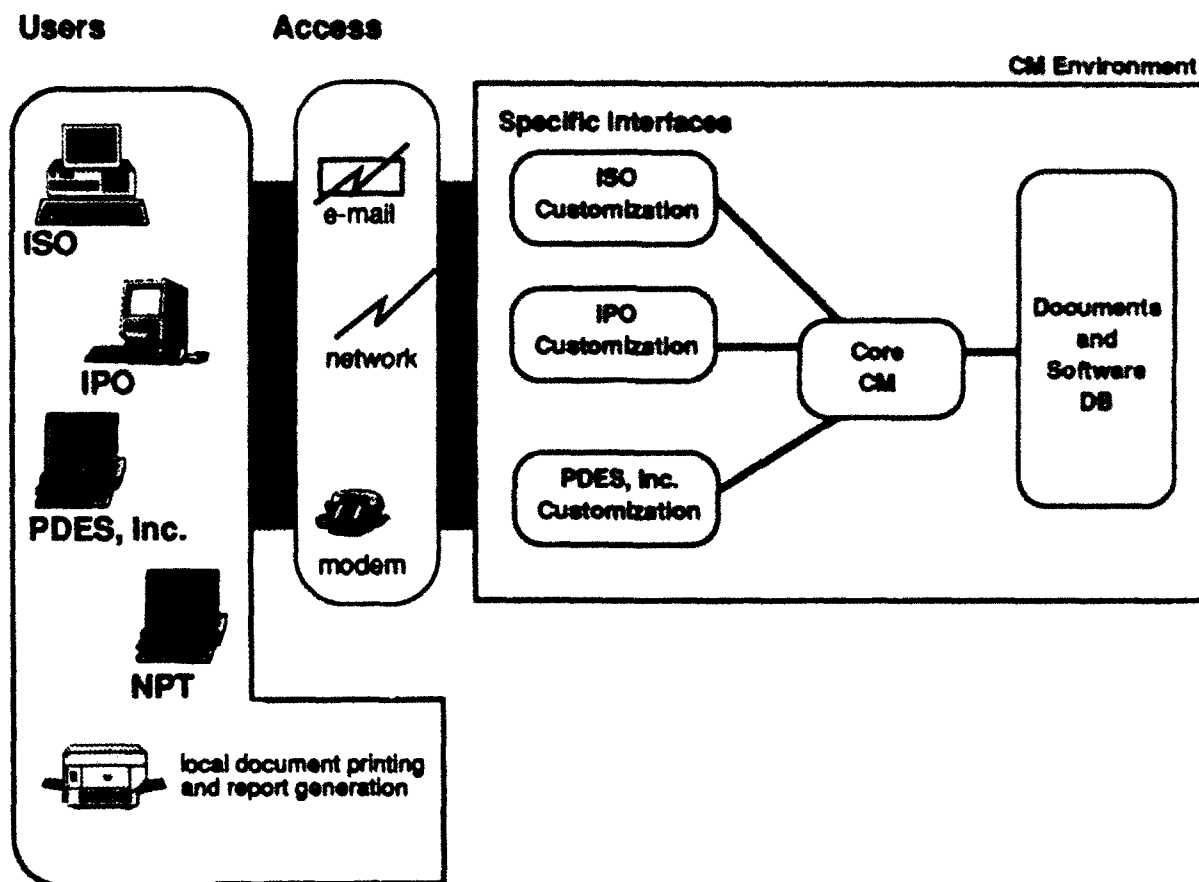 Users
Access
CM Environment
ISO
IPO
PDES, Inc.
NPT
local document printing
and report generation
e-mail
network
modem
Specific Interfaces
ISO
Customization
IPO
Customization
PDES, Inc.
Customization
Core
CM
Documents
and
Software
DB